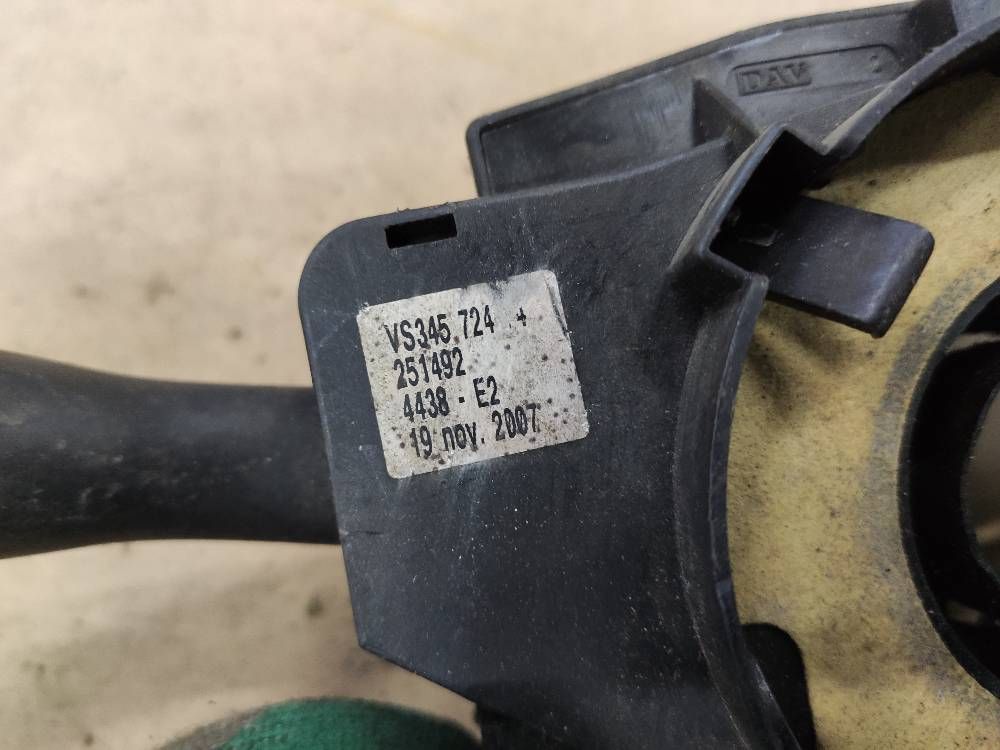 DAV
VS345 724 +
251492
4438 - E2
19 nov. 2007